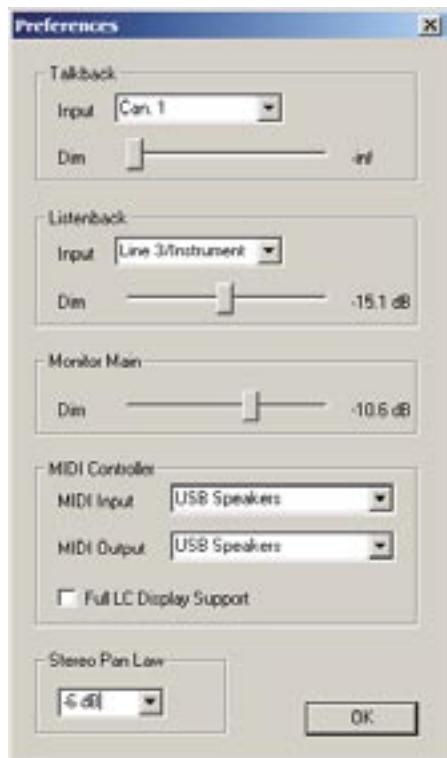 Preferences
Talkback
Input Can. 1
Dim -inf
Listenback
Input Line 3/Instrument
Dim -15.1 dB
Monitor Main
Dim -10.6 dB
MIDI Controller
MIDI Input USB Speakers
MIDI Output USB Speakers
Full LC Display Support
Stereo Pan Law
-6 dB
OK